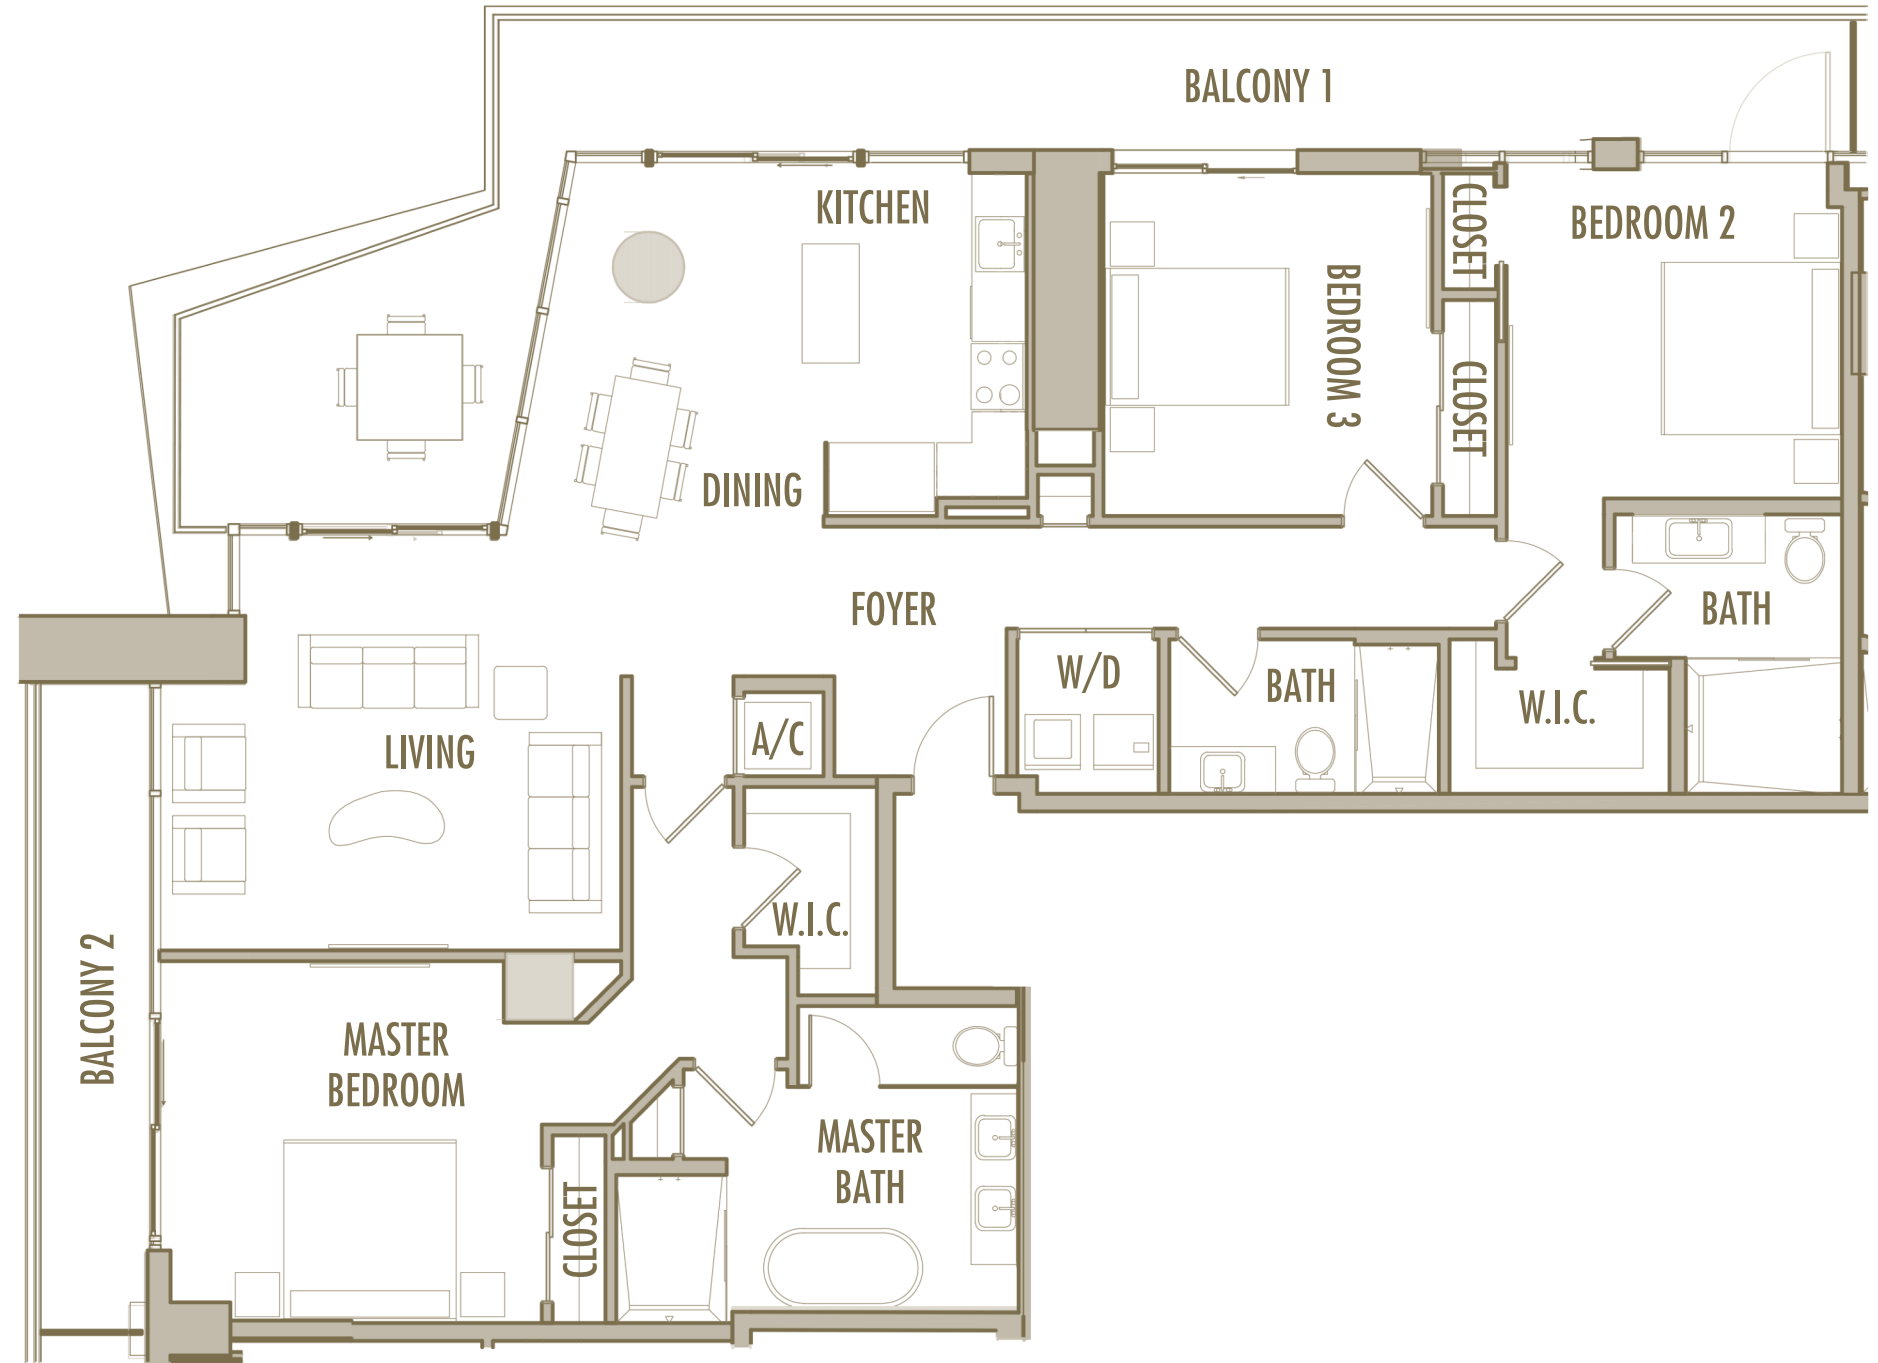 BALCONY 1
KITCHEN
CLOSET
BEDROOM 2
BEDROOM 3
CLOSET
DINING
FOYER
BATH
W/D
BATH
W.I.C.
A/C
LIVING
W.I.C.
BALCONY 2
MASTER
BEDROOM
MASTER
BATH
CLOSET